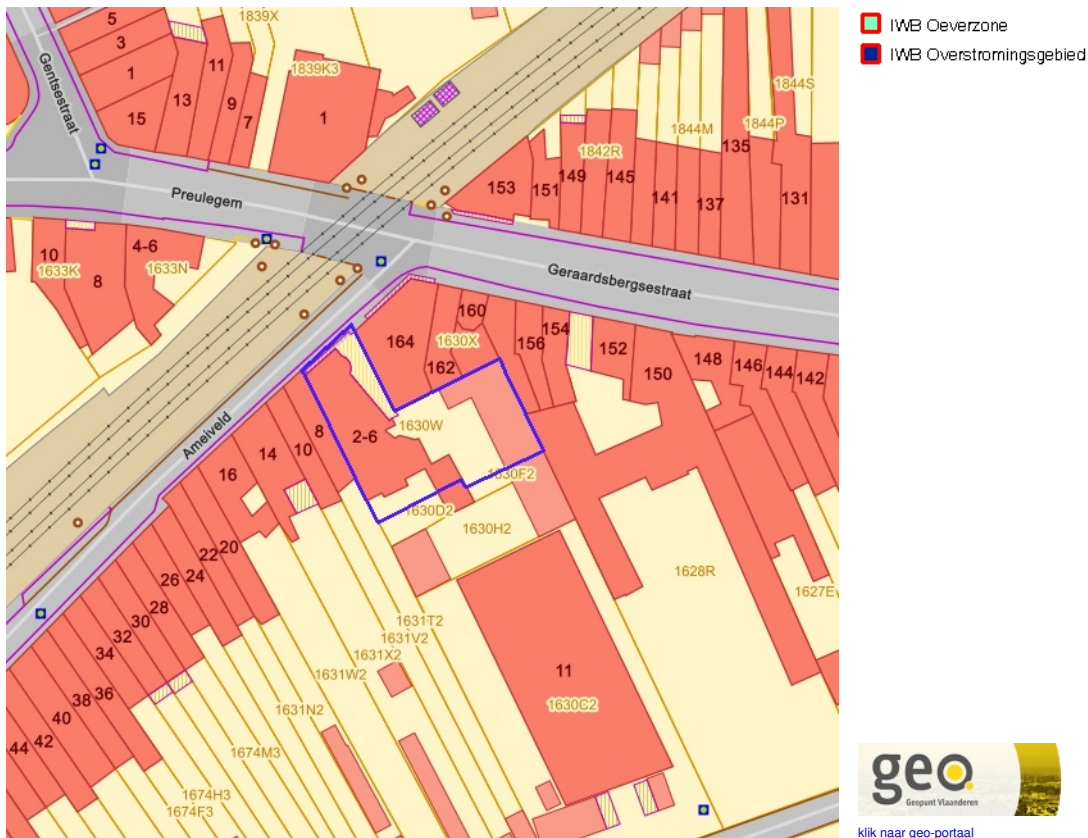 5
3
1
15
13
11
9
7
1839X
1839K3
1
Gentsestraat
Preulegem
153
151
149
1842R
145
141
1844M
137
135
1844P
1844S
131
10
1633K
8
4-6
1633N
Geraardsbergsestraat
164
162
160
1630X
156
154
152
150
148
146
144
142
Ameiveld
2-6
1630W
1630F2
1630D2
1630H2
8
10
14
16
20
22
24
26
28
30
32
34
36
38
40
42
44
1628R
1627E
1631T2
1631V2
1631X2
1631W2
1631N2
1674M3
1674H3
1674F3
11
1630C2
IWB Oeverzone
IWB Overstromingsgebied
geo.
Geopunt Vlaanderen
klik naar geo-portaal